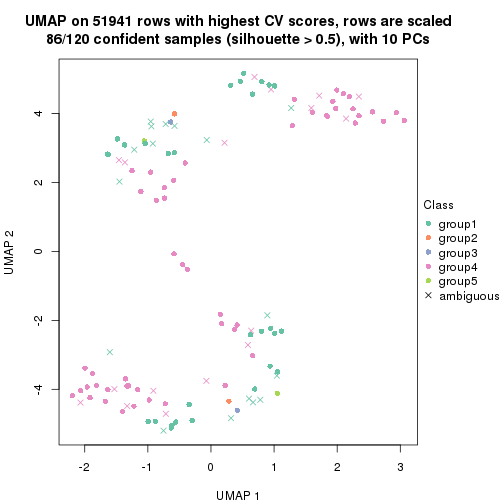 UMAP on 51941 rows with highest CV scores, rows are scaled
86/120 confident samples (silhouette > 0.5), with 10 PCs
UMAP 2
4
2
0
-2
-4
-2
-1
0
1
2
3
UMAP 1
Class
group1
group2
group3
group4
group5
ambiguous